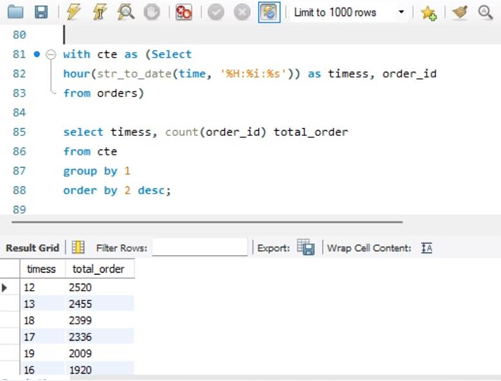 Limit to 1000 rows
80
81 with cte as (Select
82 hour(str_to_date(time, '%H:%i:%s')) as timess, order_id
83 from orders)
84
85 select timess, count(order_id) total_order
86 from cte
87 group by 1
88 order by 2 desc;
89
Result Grid Filter Rows: Export: Wrap Cell Content:
timess total_order
12 2520
13 2455
18 2399
17 2336
19 2009
16 1920